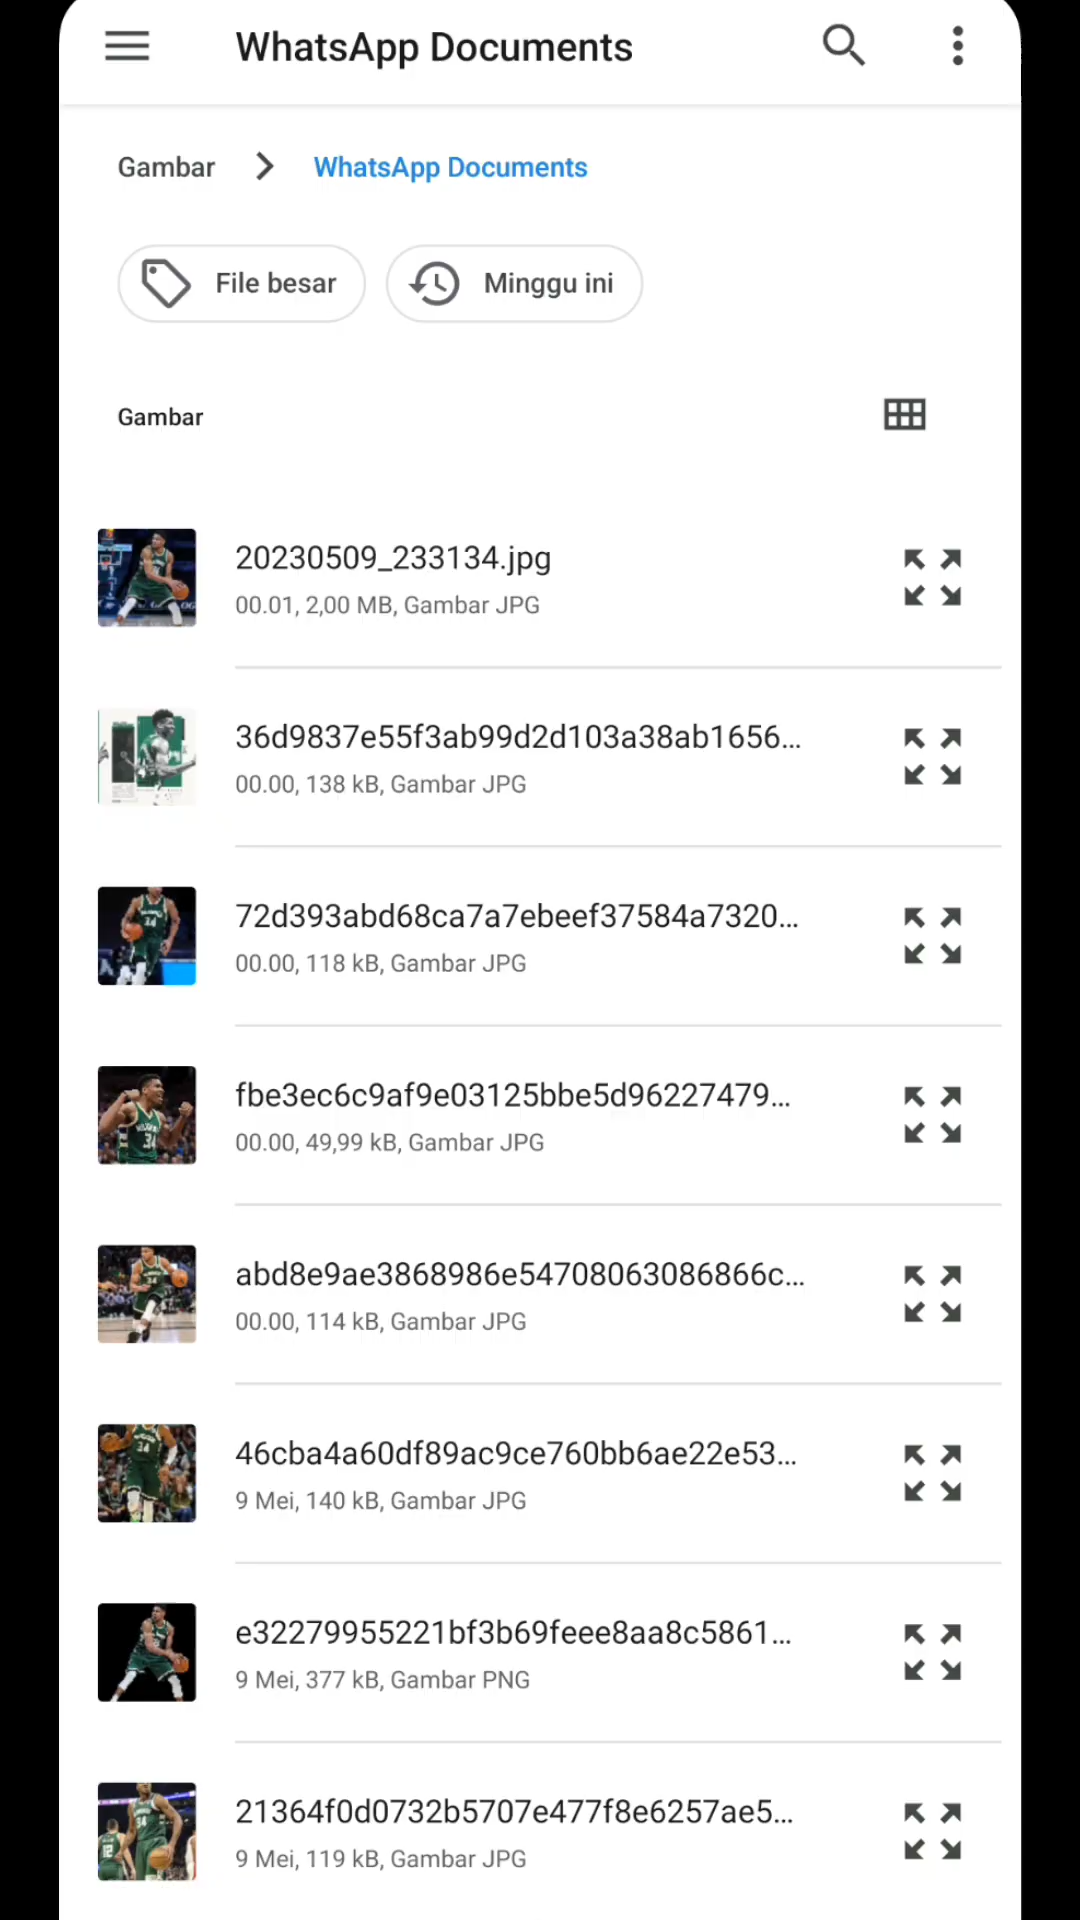 WhatsApp Documents
Gambar > WhatsApp Documents
File besar
Minggu ini
Gambar
20230509_233134.jpg
00.01, 2,00 MB, Gambar JPG
36d9837e55f3ab99d2d103a38ab1656...
00.00, 138 kB, Gambar JPG
72d393abd68ca7a7ebeef37584a7320...
00.00, 118 kB, Gambar JPG
fbe3ec6c9af9e03125bbe5d96227479...
00.00, 49,99 kB, Gambar JPG
abd8e9ae3868986e54708063086866c...
00.00, 114 kB, Gambar JPG
46cba4a60df89ac9ce760bb6ae22e53...
9 Mei, 140 kB, Gambar JPG
e32279955221bf3b69feee8aa8c5861...
9 Mei, 377 kB, Gambar PNG
21364f0d0732b5707e477f8e6257ae5...
9 Mei, 119 kB, Gambar JPG